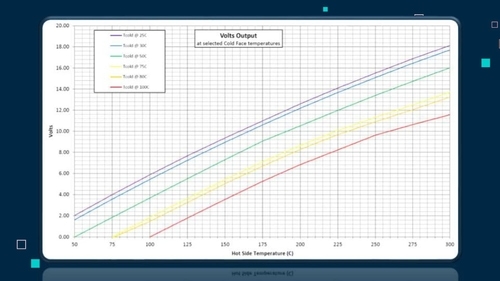 Volts Output
at selected Cold Face temperatures
Tcold @ 25C
Tcold @ 30C
Tcold @ 50C
Tcold @ 75C
Tcold @ 80C
Tcold @ 100C
20.00
18.00
16.00
14.00
12.00
10.00
8.00
6.00
4.00
2.00
0.00
Volts
50 75 100 125 150 175 200 225 250 275 300
Hot Side Temperature (C)